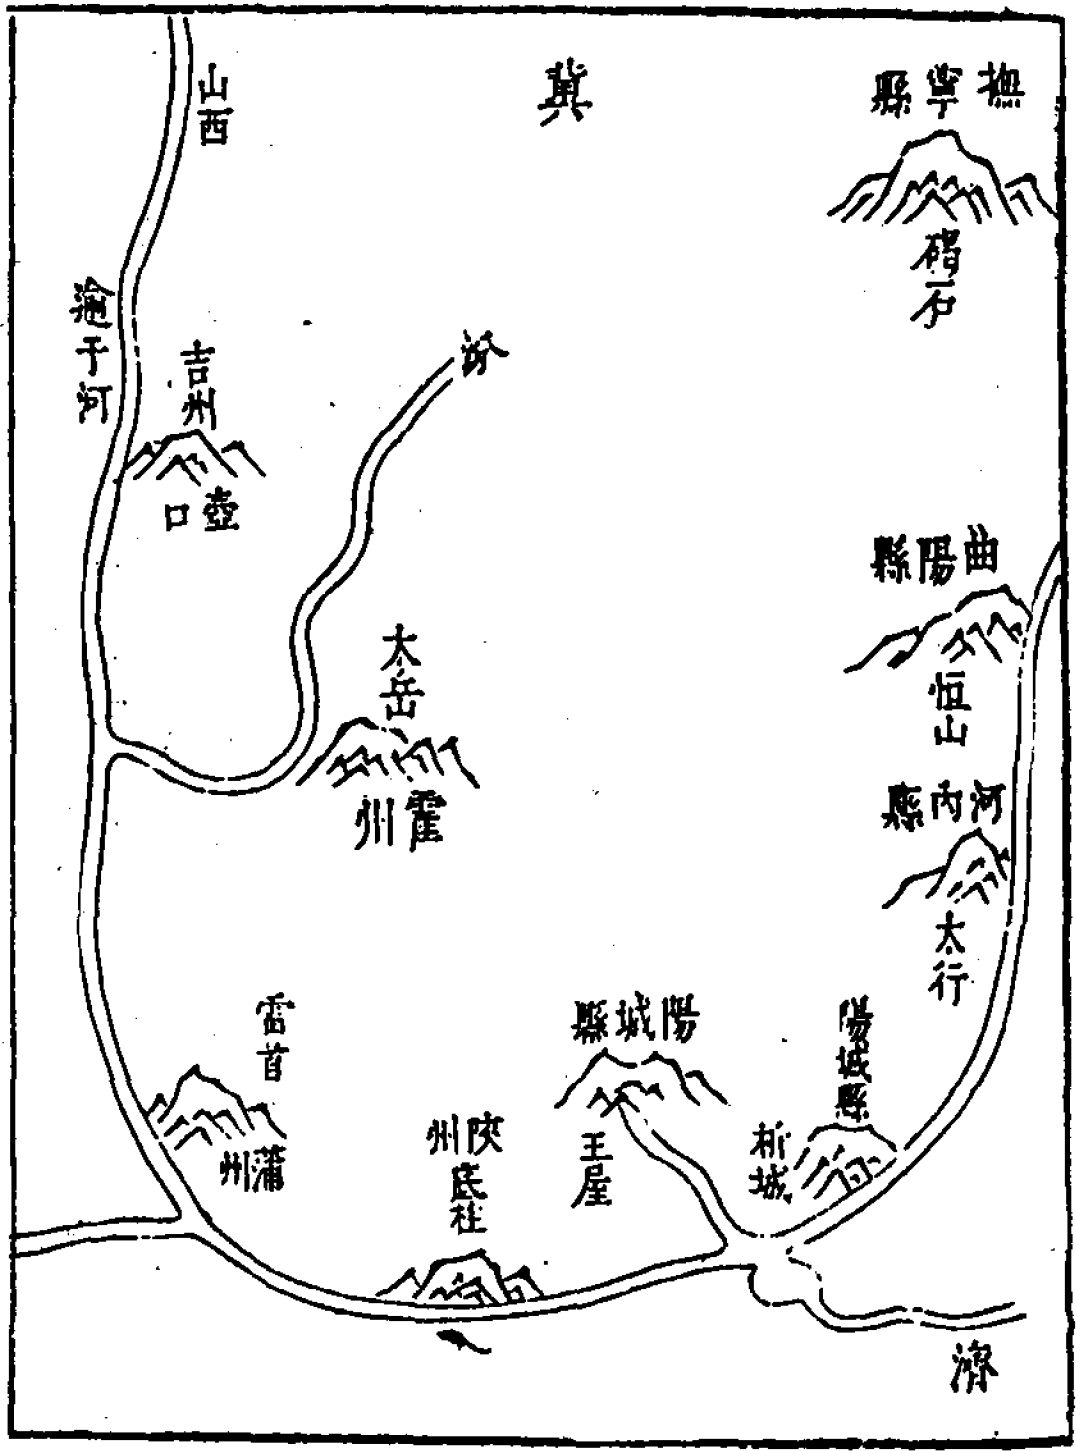 撫寧縣
碣石
冀
山西
逾于河
吉州
壺口
汾
曲陽縣
恒山
太岳
霍州
河內縣
太行
陽城縣
析城
陽城縣
王屋
陝州
底柱
雷首
蒲州
濟